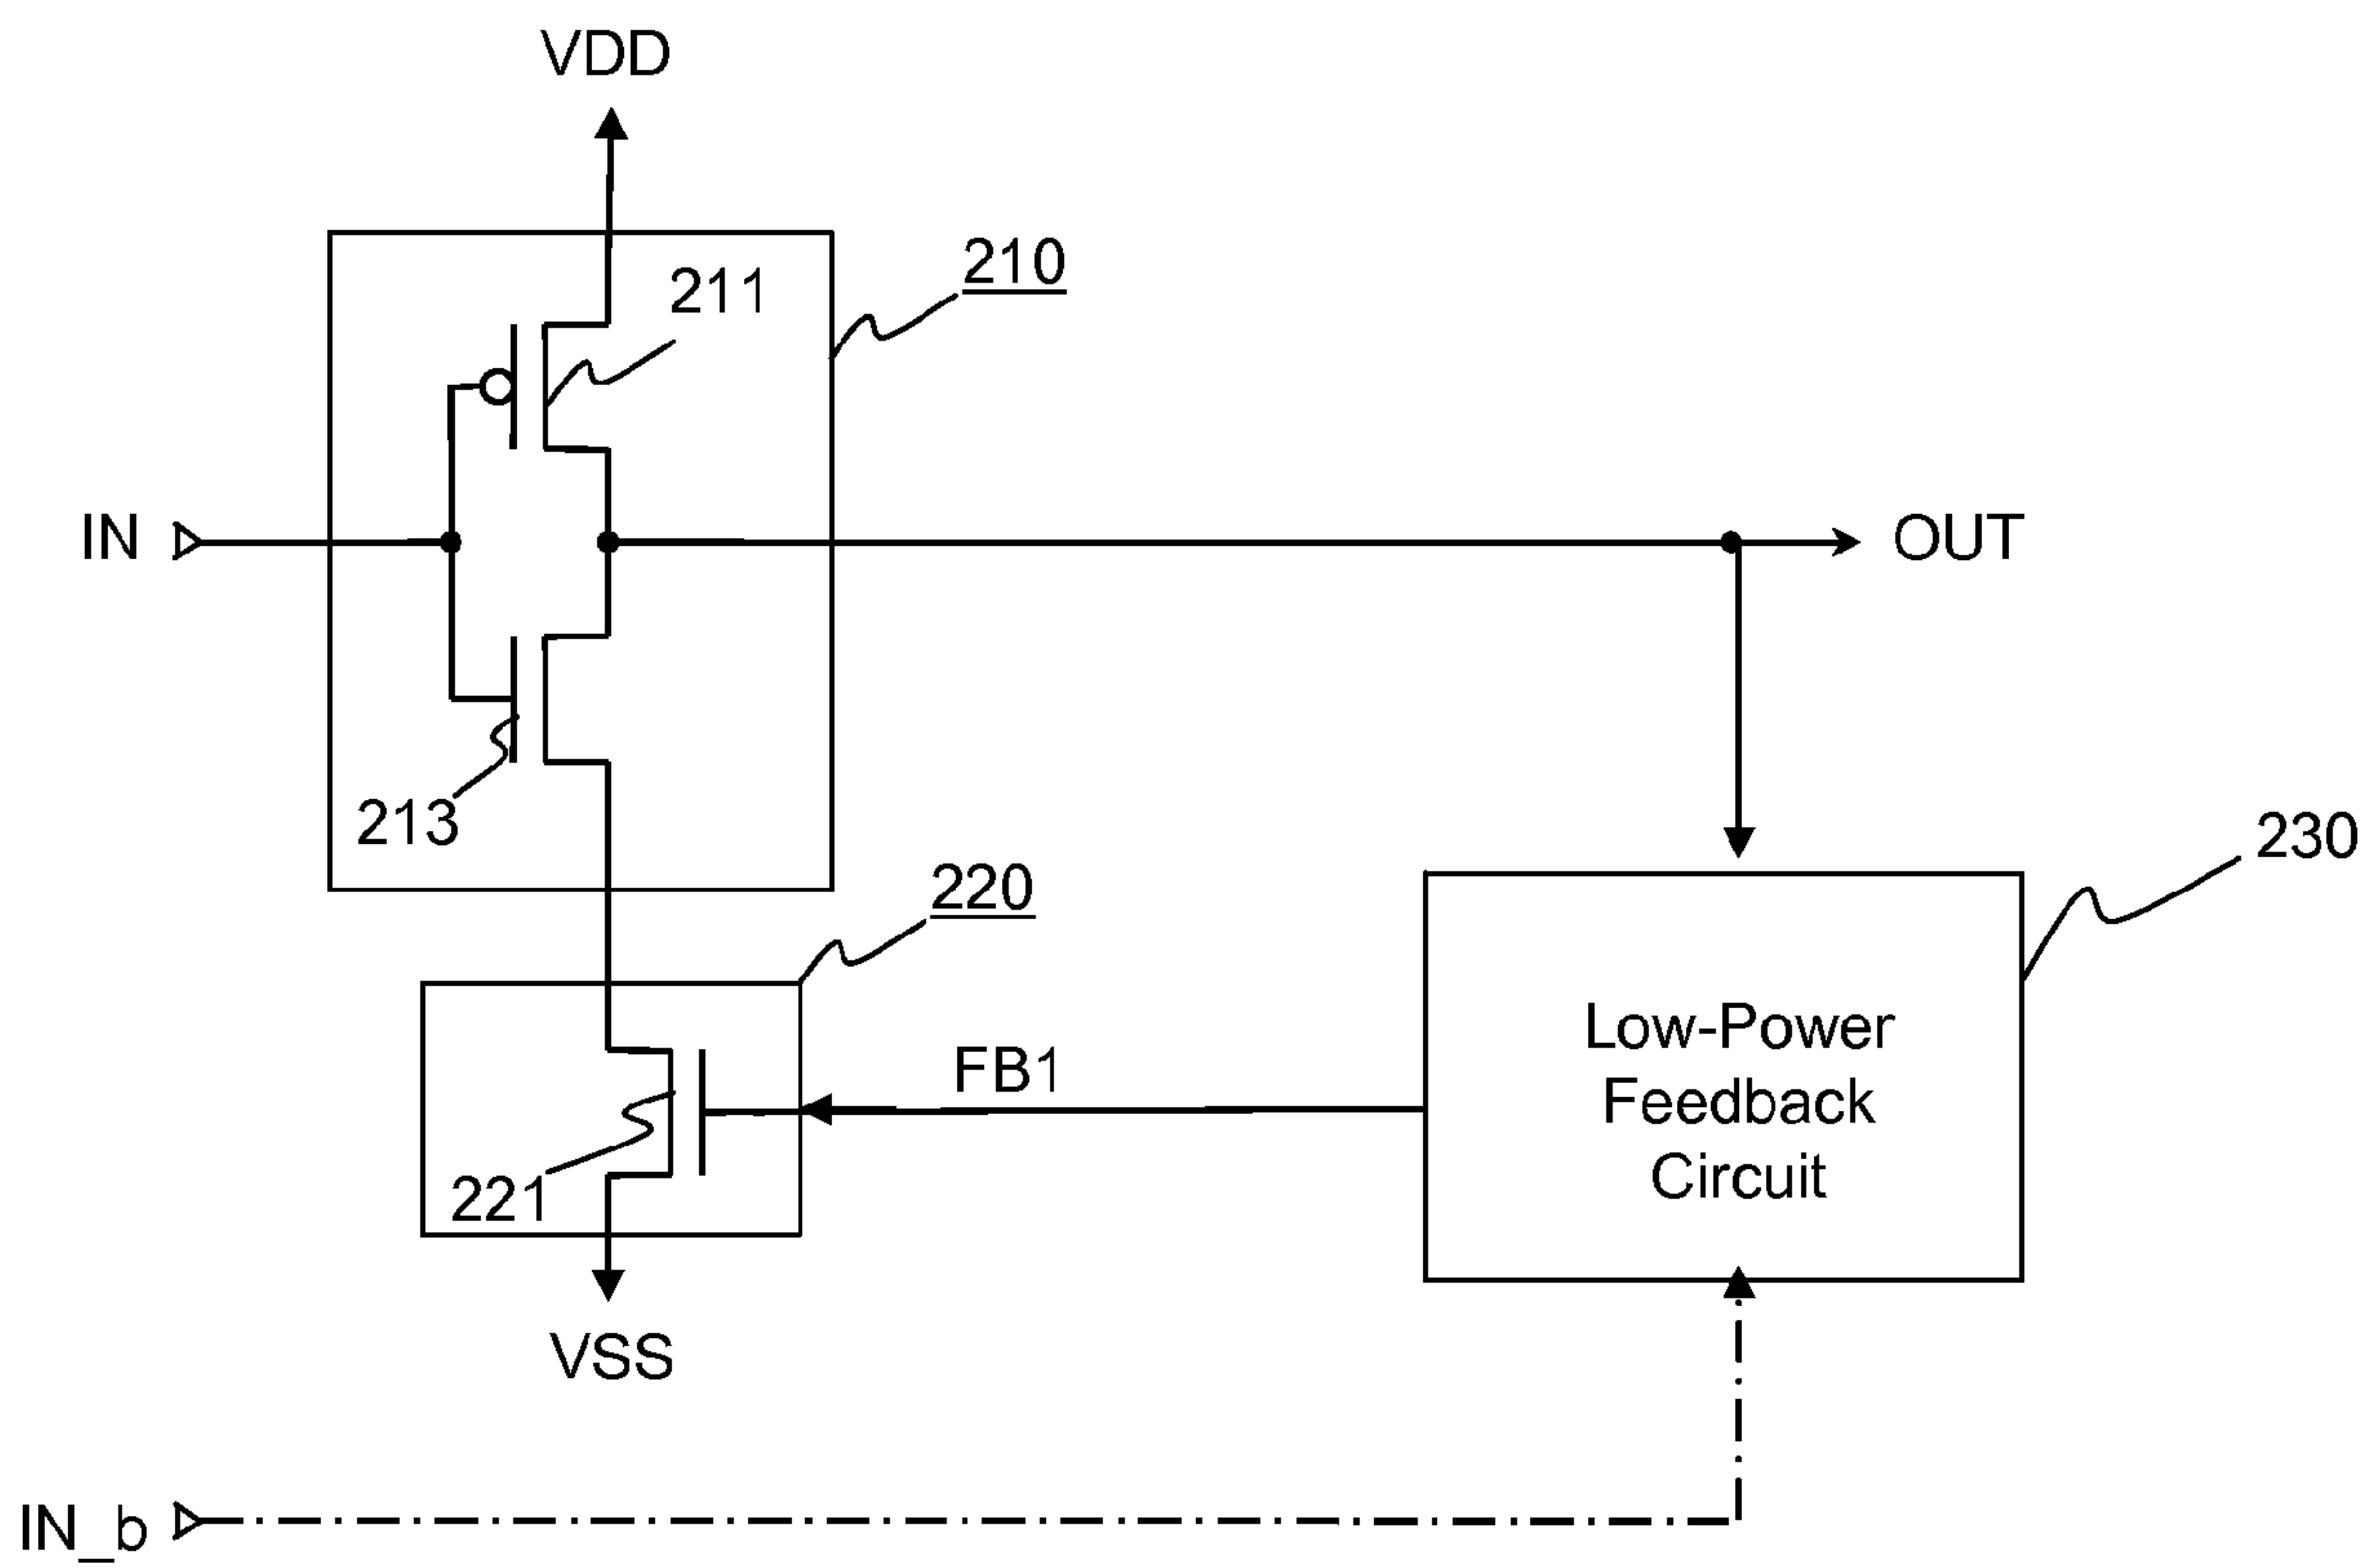 VDD
210
211
IN
OUT
213
220
230
Low-Power
Feedback
Circuit
FB1
221
VSS
IN_b